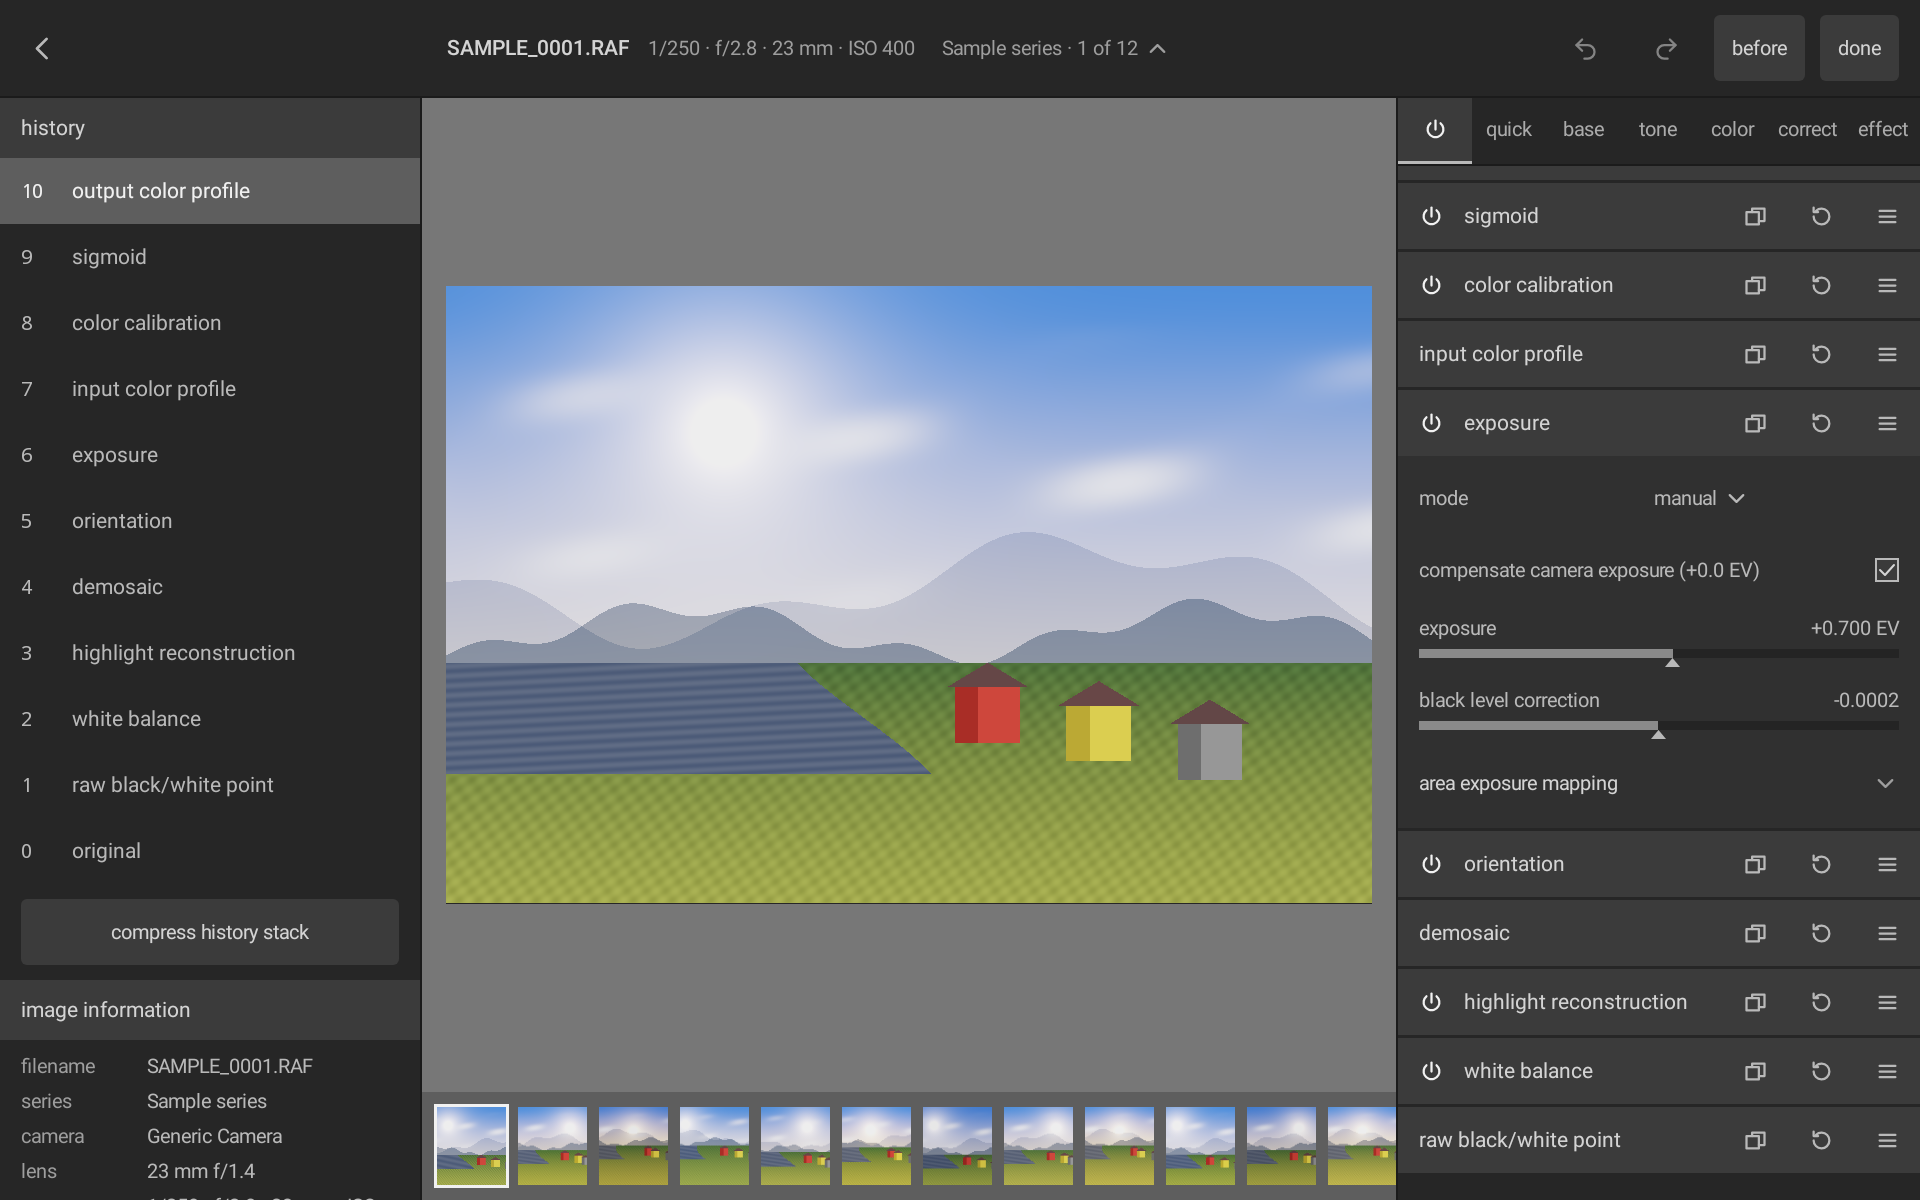 SAMPLE_0001.RAF 1/250 · f/2.8 · 23 mm · ISO 400 Sample series · 1 of 12 before done
history
10 output color profile
9 sigmoid
8 color calibration
7 input color profile
6 exposure
5 orientation
4 demosaic
3 highlight reconstruction
2 white balance
1 raw black/white point
0 original
compress history stack
image information
filename SAMPLE_0001.RAF
series Sample series
camera Generic Camera
lens 23 mm f/1.4
quick base tone color correct effect
sigmoid
color calibration
input color profile
exposure
mode manual
compensate camera exposure (+0.0 EV)
exposure +0.700 EV
black level correction -0.0002
area exposure mapping
orientation
demosaic
highlight reconstruction
white balance
raw black/white point